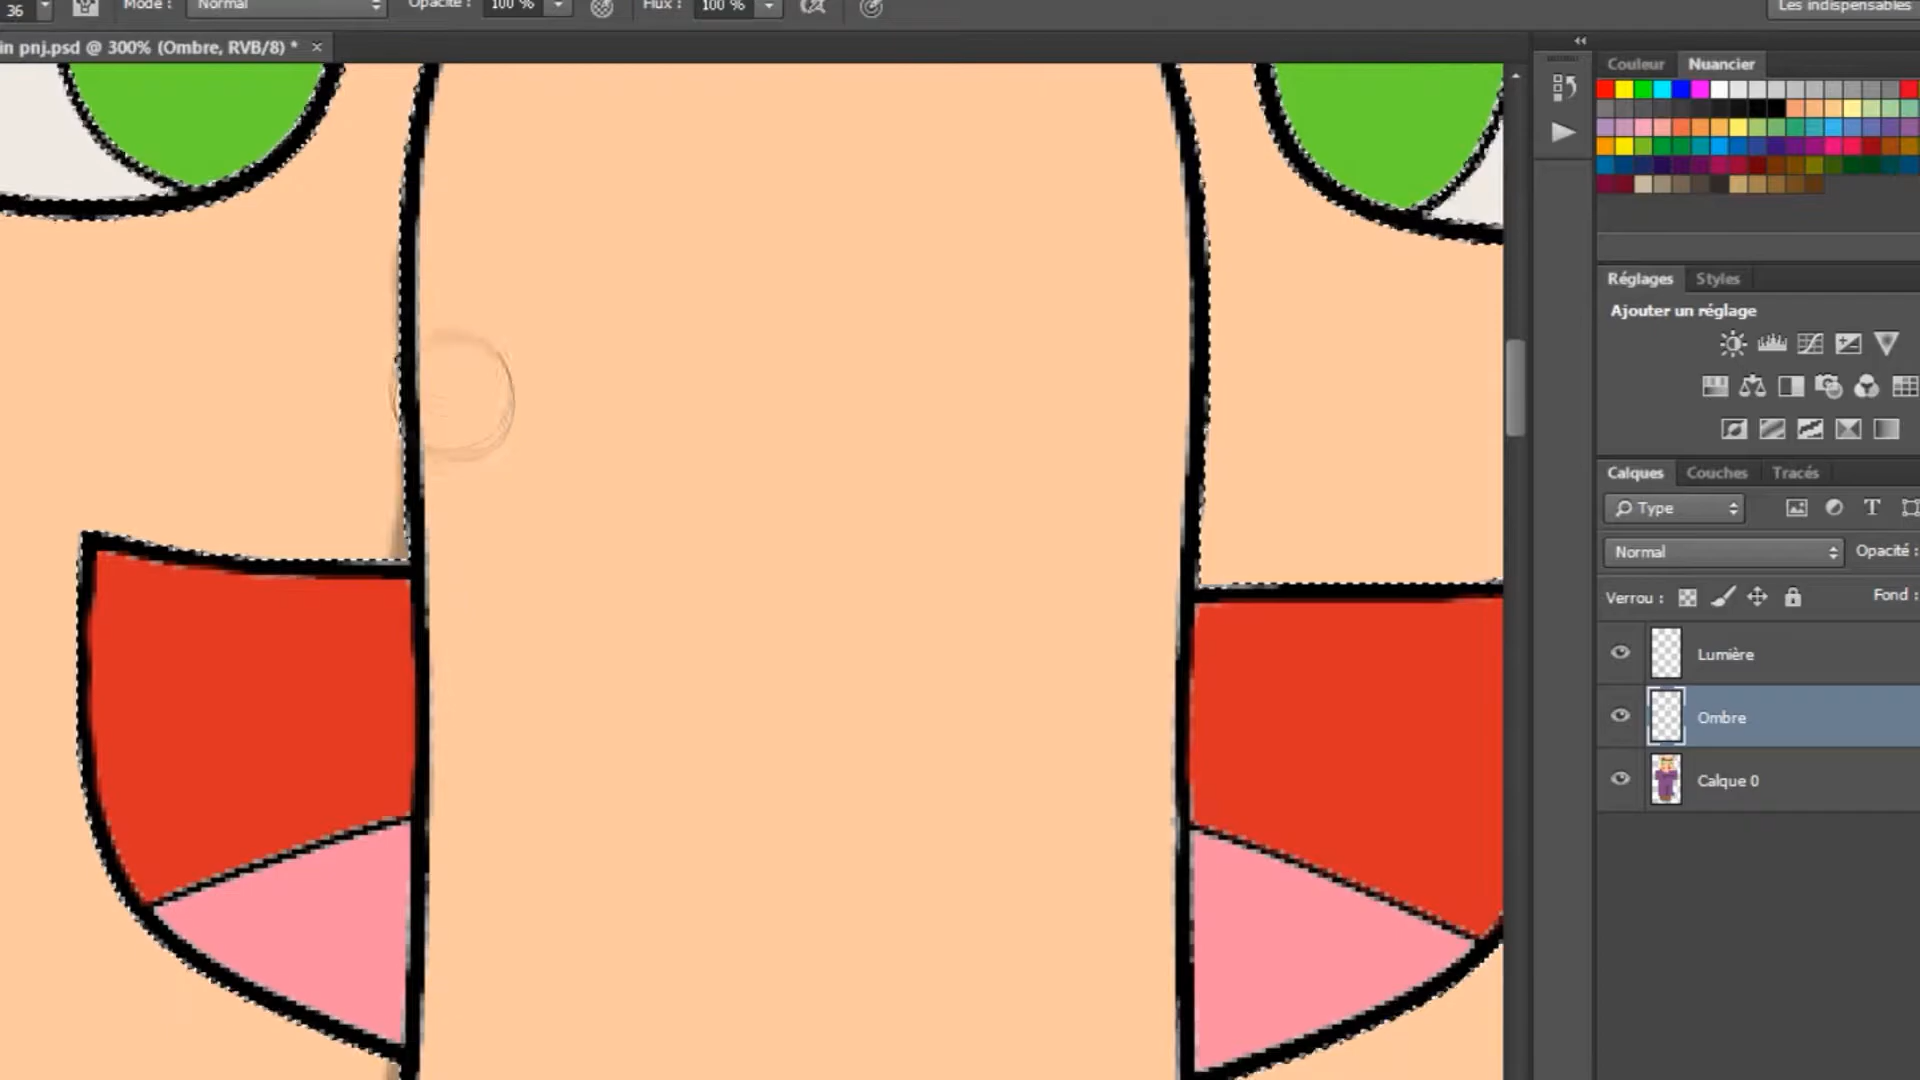 36 Mode : Normal Opacité : 100 % Flux : 100 % Les indispensables
in pnj.psd @ 300% (Ombre, RVB/8) * ×
Couleur Nuancier
Réglages Styles
Ajouter un réglage
Calques Couches Tracés
Type
Normal Opacité :
Verrou : Fond :
Lumière
Ombre
Calque 0